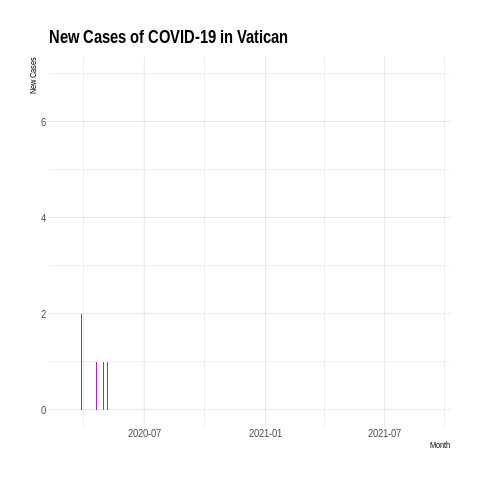 New Cases of COVID-19 in Vatican
New Cases
6
4
2
0
2020-07
2021-01
2021-07
Month